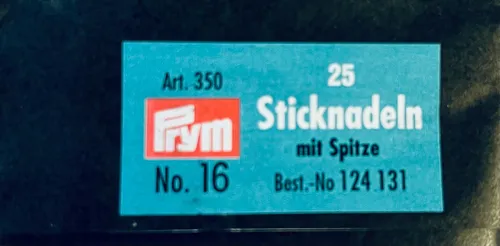 Art. 350
Prym
No. 16
25
Sticknadeln
mit Spitze
Best.-No 124 131